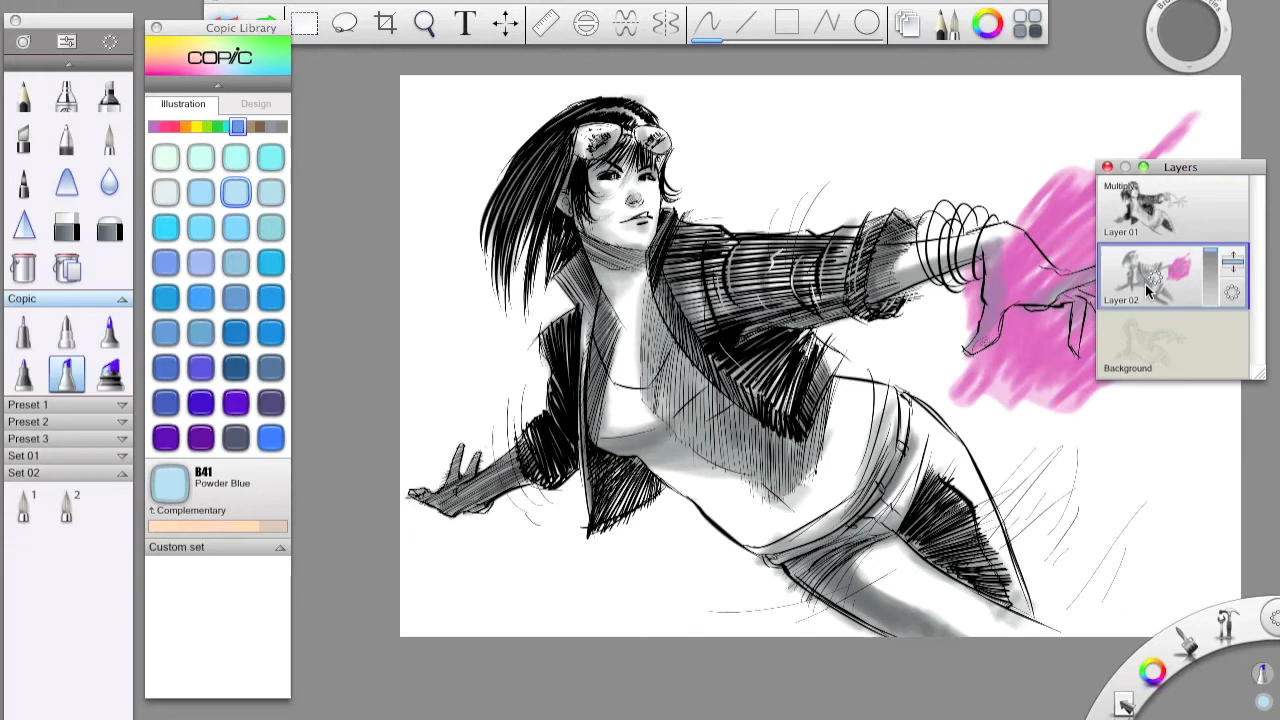 Copic Library
COPIC
T
Illustration
Design
Layers
Multiply
Layer 01
Layer 02
Background
Copic
Preset 1
Preset 2
Preset 3
Set 01
Set 02
1
2
B41
Powder Blue
Complementary
Custom set